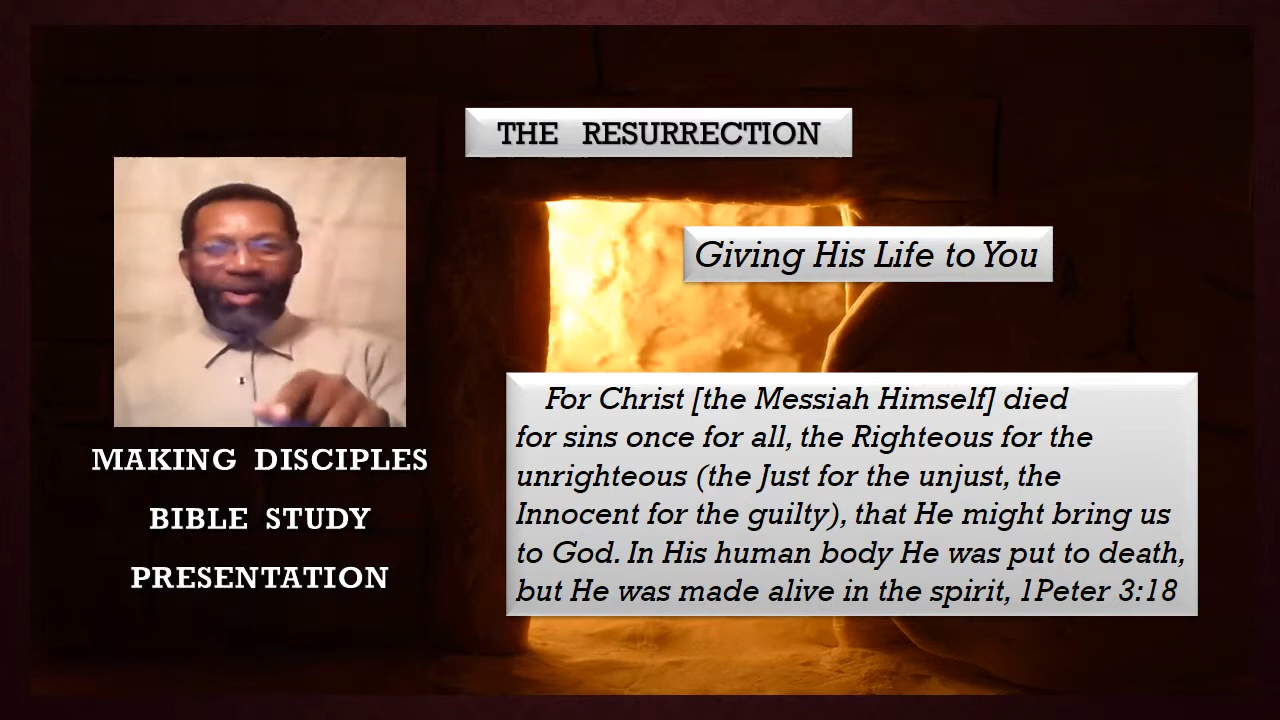 THE RESURRECTION
Giving His Life to You
For Christ [the Messiah Himself] died
for sins once for all, the Righteous for the
unrighteous (the Just for the unjust, the
Innocent for the guilty), that He might bring us
to God. In His human body He was put to death,
but He was made alive in the spirit, 1Peter 3:18
MAKING DISCIPLES
BIBLE STUDY
PRESENTATION